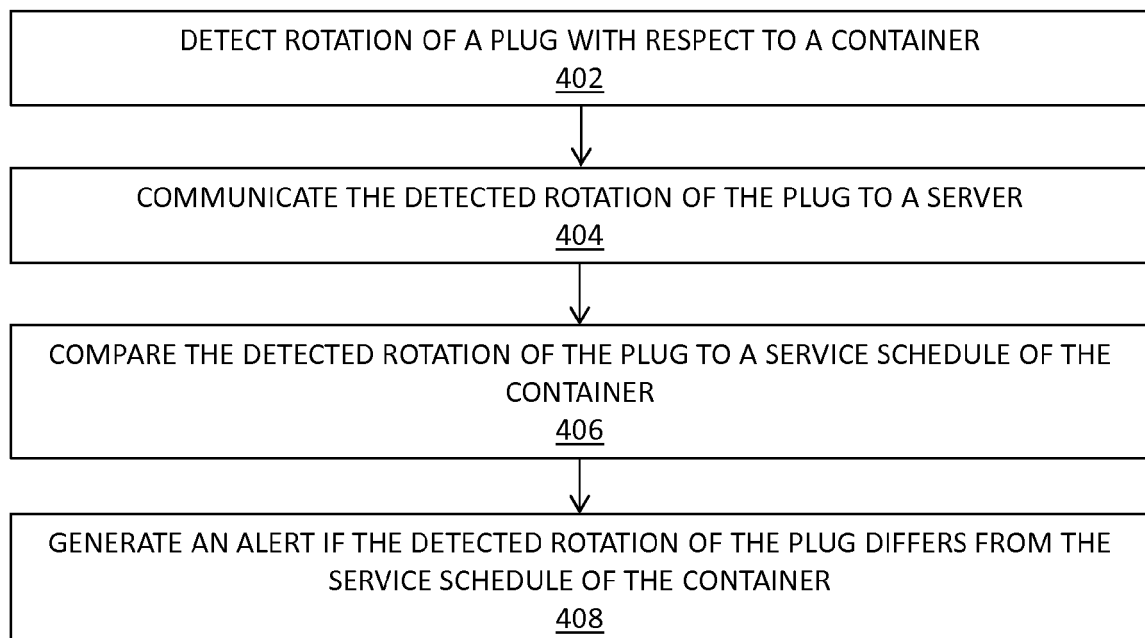 DETECT ROTATION OF A PLUG WITH RESPECT TO A CONTAINER
402
COMMUNICATE THE DETECTED ROTATION OF THE PLUG TO A SERVER
404
COMPARE THE DETECTED ROTATION OF THE PLUG TO A SERVICE SCHEDULE OF THE
CONTAINER
406
GENERATE AN ALERT IF THE DETECTED ROTATION OF THE PLUG DIFFERS FROM THE
SERVICE SCHEDULE OF THE CONTAINER
408